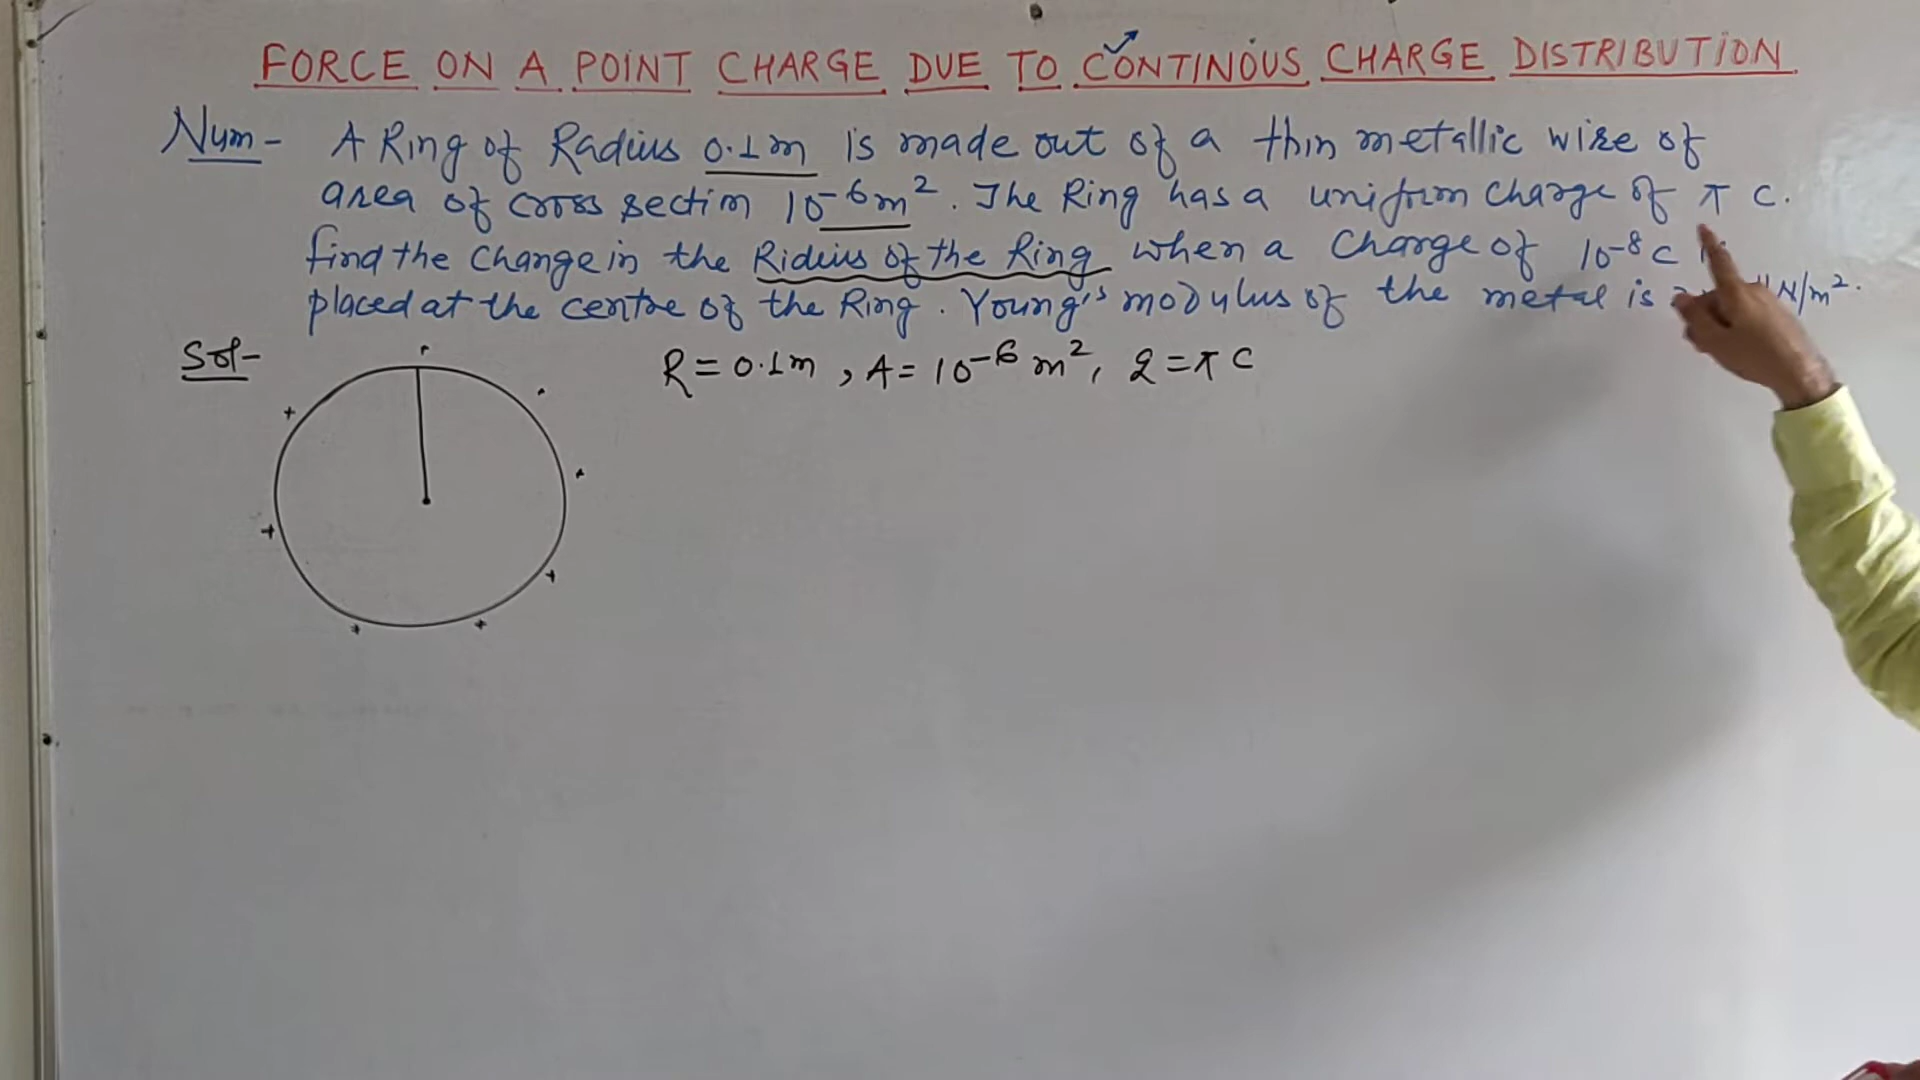 FORCE ON A POINT CHARGE DUE TO CONTINOUS CHARGE DISTRIBUTION
Num- A Ring of Radius 0.1m is made out of a thin metallic wire of
area of cross section 10⁻⁶m². The Ring has a uniform charge of π C.
find the change in the Ridius of the Ring when a Charge of 10⁻⁸C
placed at the centre of the Ring. Young's modulus of the metal is N/m².
Sol-
R = 0.1m, A = 10⁻⁶ m², q = π C